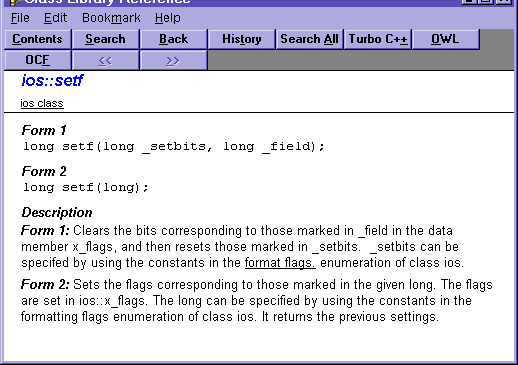 Class Library Reference
File Edit Bookmark Help
Contents Search Back History Search All Turbo C++ OWL
OCF << >>
ios::setf
ios class
Form 1
long setf(long _setbits, long _field);
Form 2
long setf(long);
Description
Form 1: Clears the bits corresponding to those marked in _field in the data
member x_flags, and then resets those marked in _setbits. _setbits can be
specifed by using the constants in the format flags. enumeration of class ios.
Form 2: Sets the flags corresponding to those marked in the given long. The flags
are set in ios::x_flags. The long can be specified by using the constants in the
formatting flags enumeration of class ios. It returns the previous settings.